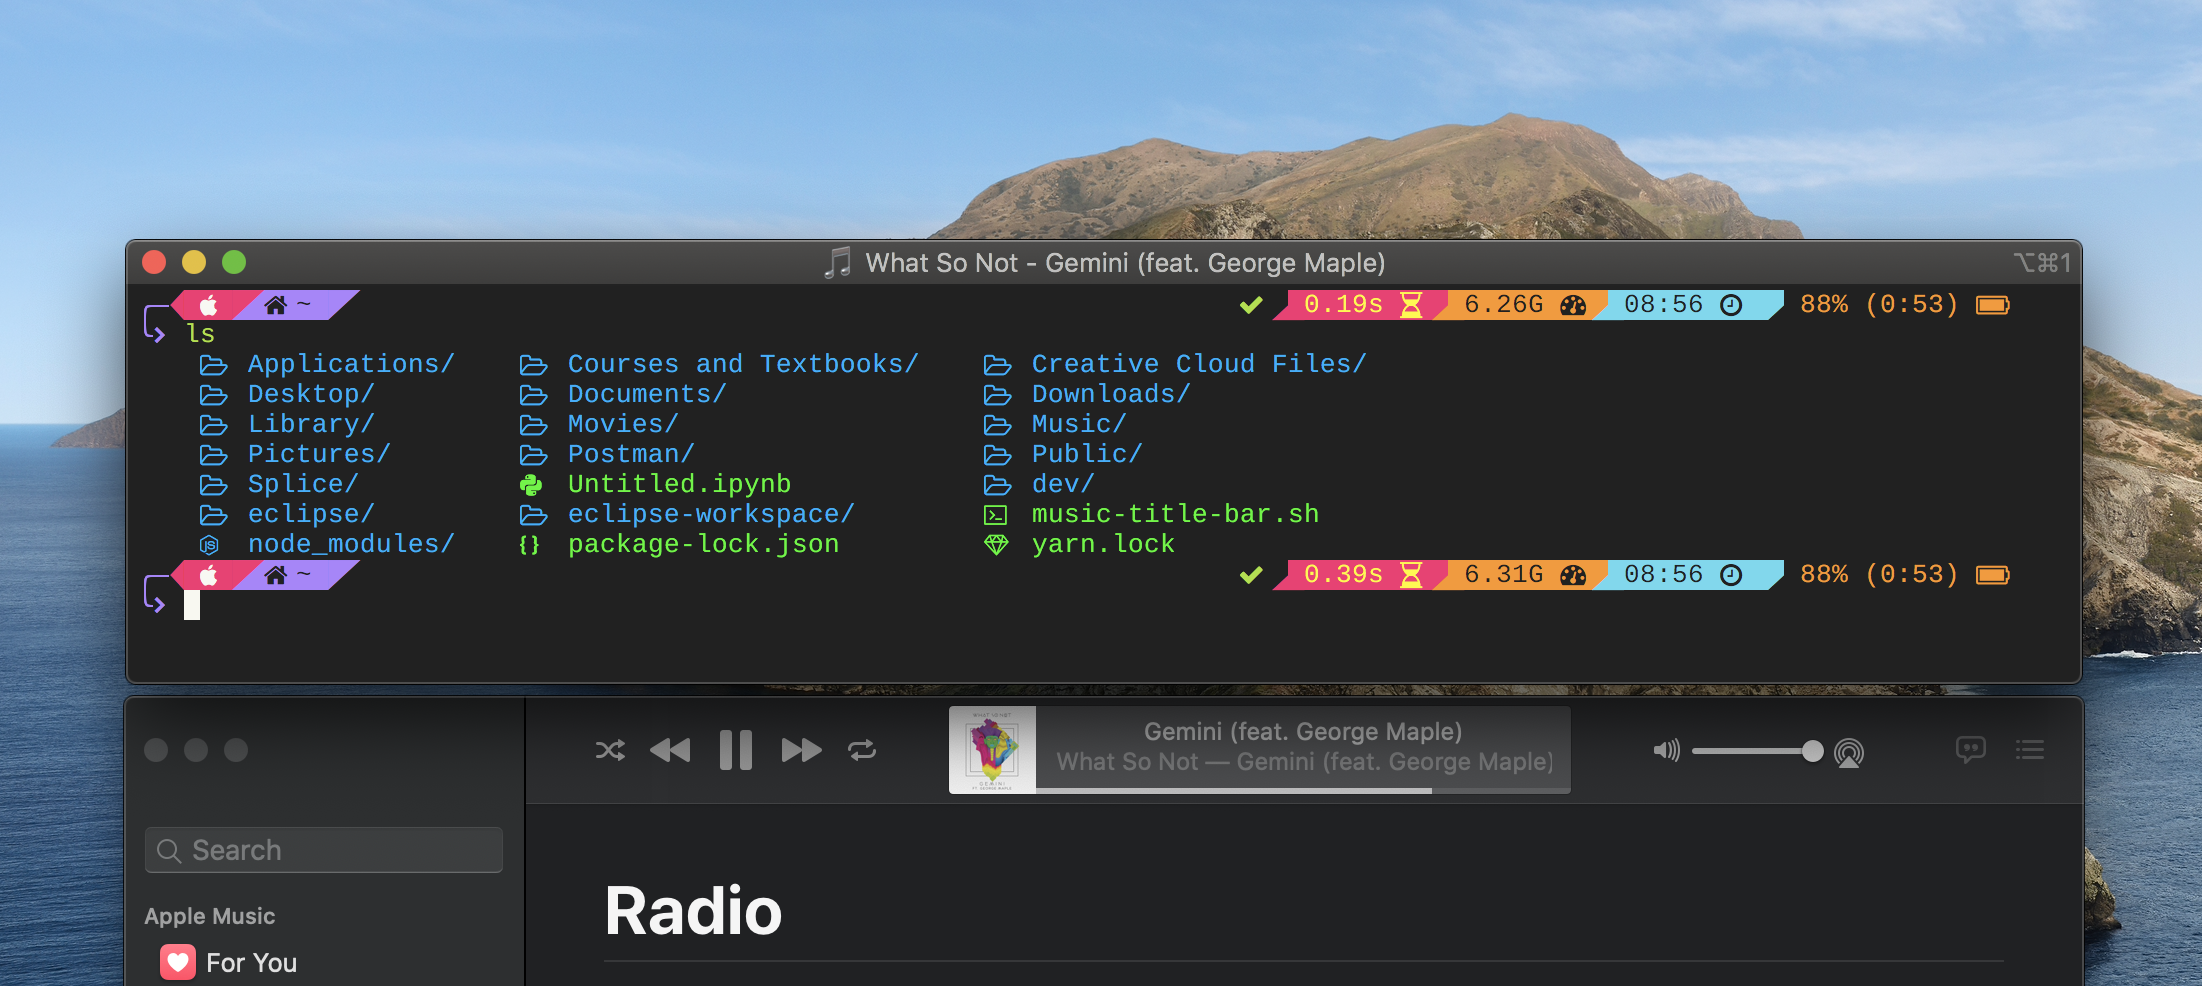 What So Not - Gemini (feat. George Maple)
⌥⌘1
~ 0.19s 6.26G 08:56 88% (0:53)
ls
Applications/ Courses and Textbooks/ Creative Cloud Files/
Desktop/ Documents/ Downloads/
Library/ Movies/ Music/
Pictures/ Postman/ Public/
Splice/ Untitled.ipynb dev/
eclipse/ eclipse-workspace/ music-title-bar.sh
node_modules/ package-lock.json yarn.lock
~ 0.39s 6.31G 08:56 88% (0:53)
Gemini (feat. George Maple)
What So Not — Gemini (feat. George Maple)
GEMINI
Search
Apple Music
For You
Radio